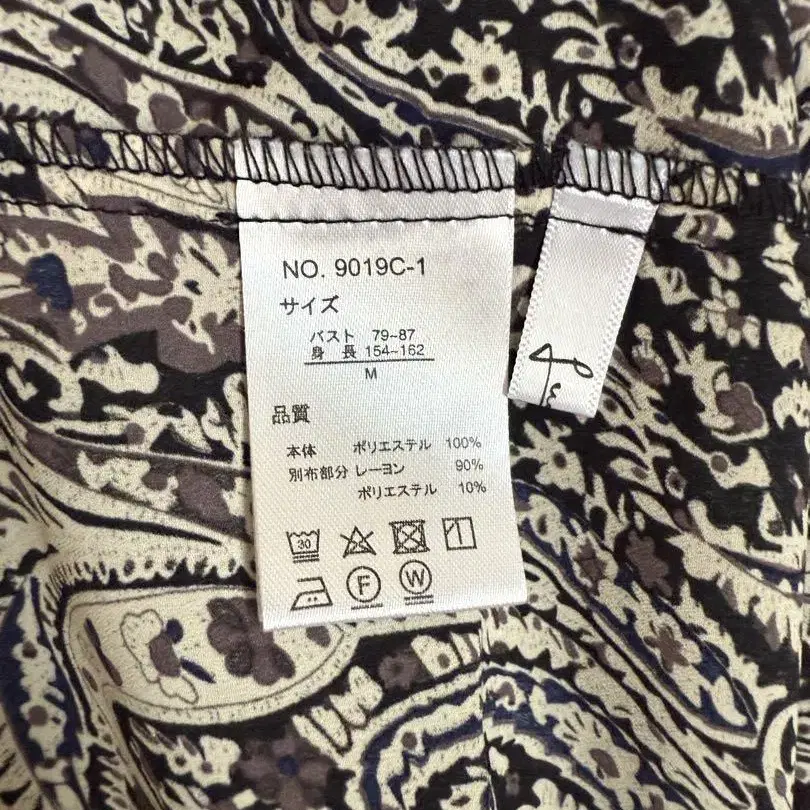 NO. 9019C-1
サイズ
バスト 79~87
身 長 154~162
M
品質
本体 ポリエステル 100%
別布部分 レーヨン 90%
ポリエステル 10%
30
F
W